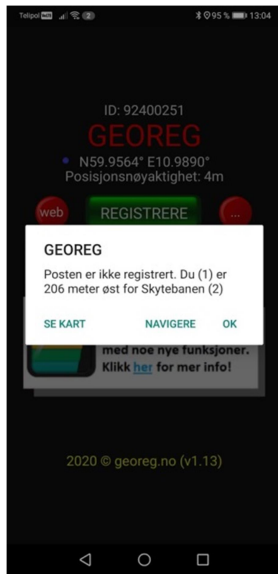 Telipol 95 % 13:04
ID: 92400251
GEOREG
N59.9564° E10.9890°
Posisjonsnøyaktighet: 4m
web REGISTRERE ...
GEOREG
Posten er ikke registrert. Du (1) er
206 meter øst for Skytebanen (2)
SE KART NAVIGERE OK
med noe nye funksjoner.
Klikk her for mer info!
2020 © georeg.no (v1.13)